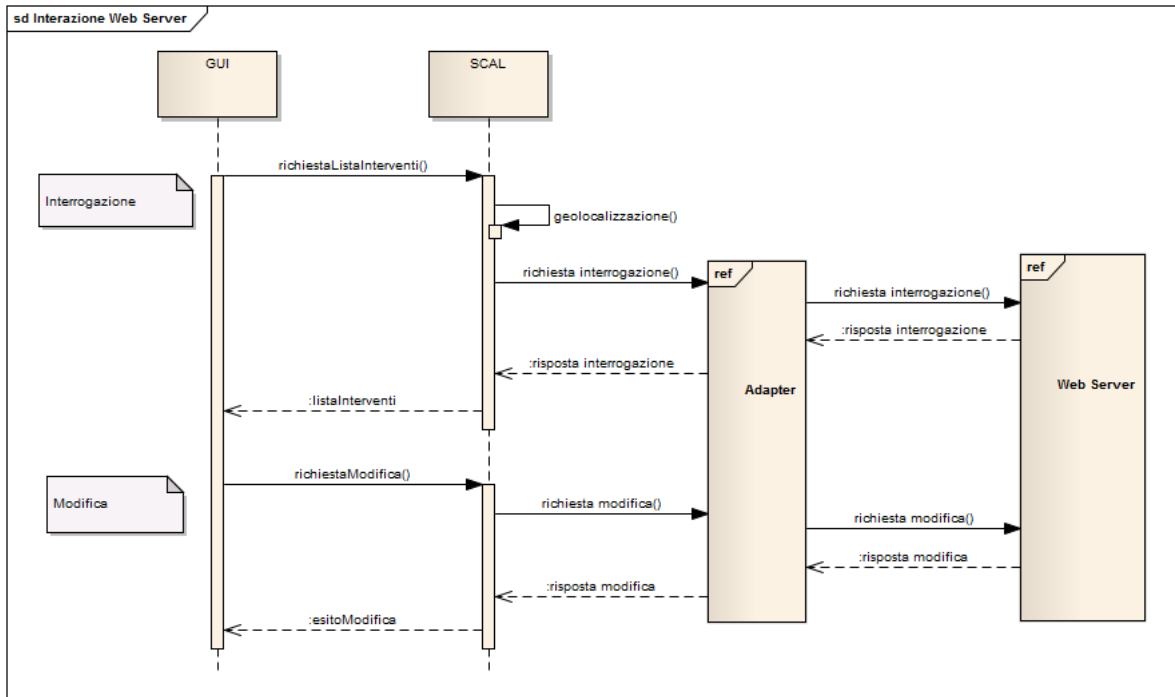 sd Interazione Web Server
GUI
SCAL
richiestaListaInterventi()
Interrogazione
geolocalizzazione()
richiesta interrogazione()
ref
ref
richiesta interrogazione()
:risposta interrogazione
:risposta interrogazione
Adapter
Web Server
:listaInterventi
richiestaModifica()
Modifica
richiesta modifica()
richiesta modifica()
:risposta modifica
:risposta modifica
:esitoModifica